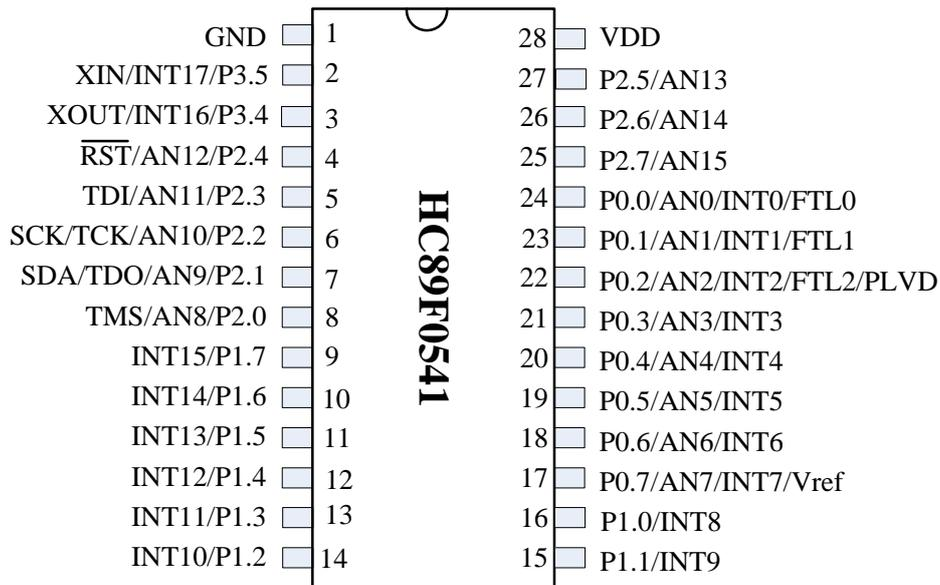 GND 1 28 VDD
XIN/INT17/P3.5 2 27 P2.5/AN13
XOUT/INT16/P3.4 3 26 P2.6/AN14
RST/AN12/P2.4 4 25 P2.7/AN15
TDI/AN11/P2.3 5 24 P0.0/AN0/INT0/FTL0
SCK/TCK/AN10/P2.2 6 23 P0.1/AN1/INT1/FTL1
SDA/TDO/AN9/P2.1 7 22 P0.2/AN2/INT2/FTL2/PLVD
TMS/AN8/P2.0 8 21 P0.3/AN3/INT3
INT15/P1.7 9 20 P0.4/AN4/INT4
INT14/P1.6 10 19 P0.5/AN5/INT5
INT13/P1.5 11 18 P0.6/AN6/INT6
INT12/P1.4 12 17 P0.7/AN7/INT7/Vref
INT11/P1.3 13 16 P1.0/INT8
INT10/P1.2 14 15 P1.1/INT9
HC89F0541